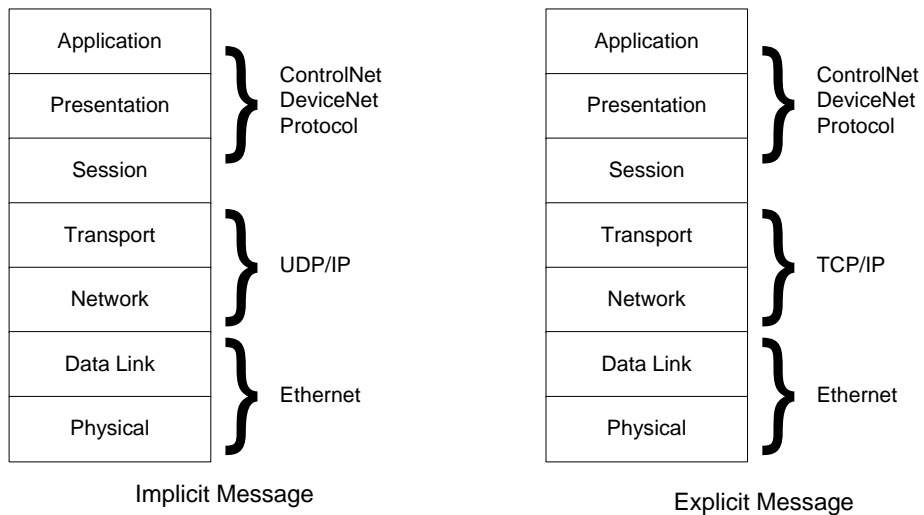 Application
Presentation
Session
Transport
Network
Data Link
Physical
ControlNet
DeviceNet
Protocol
UDP/IP
Ethernet
Implicit Message
Application
Presentation
Session
Transport
Network
Data Link
Physical
ControlNet
DeviceNet
Protocol
TCP/IP
Ethernet
Explicit Message